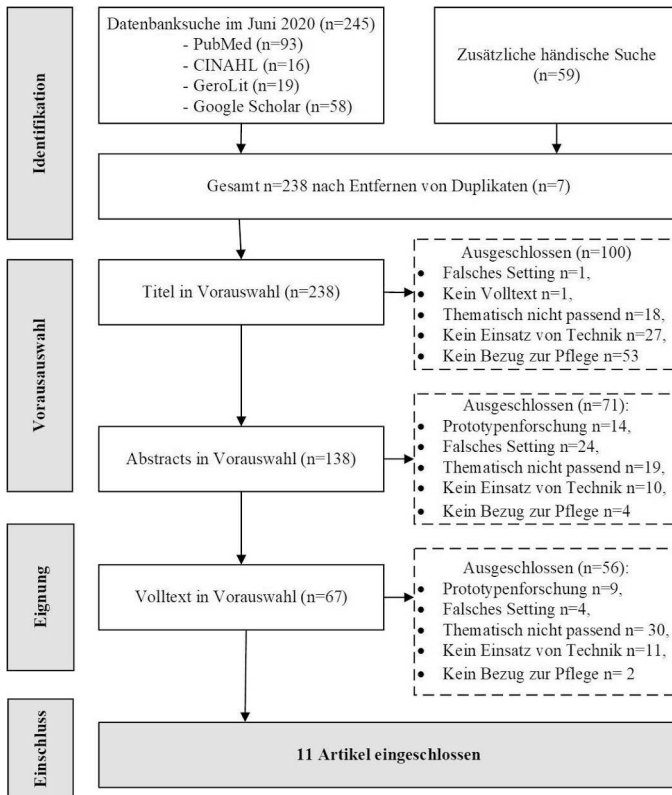 Identifikation
Datenbanksuche im Juni 2020 (n=245)
- PubMed (n=93)
- CINAHL (n=16)
- GeroLit (n=19)
- Google Scholar (n=58)
Zusätzliche händische Suche
(n=59)
Gesamt n=238 nach Entfernen von Duplikaten (n=7)
Vorausauswahl
Titel in Vorauswahl (n=238)
Ausgeschlossen (n=100)
• Falsches Setting n=1,
• Kein Volltext n=1,
• Thematisch nicht passend n=18,
• Kein Einsatz von Technik n=27,
• Kein Bezug zur Pflege n=53
Abstracts in Vorauswahl (n=138)
Ausgeschlossen (n=71):
• Prototypenforschung n=14,
• Falsches Setting n=24,
• Thematisch nicht passend n=19,
• Kein Einsatz von Technik n=10,
• Kein Bezug zur Pflege n=4
Eignung
Volltext in Vorauswahl (n=67)
Ausgeschlossen (n=56):
• Prototypenforschung n=9,
• Falsches Setting n=4,
• Thematisch nicht passend n= 30,
• Kein Einsatz von Technik n=11,
• Kein Bezug zur Pflege n= 2
Einschluss
11 Artikel eingeschlossen